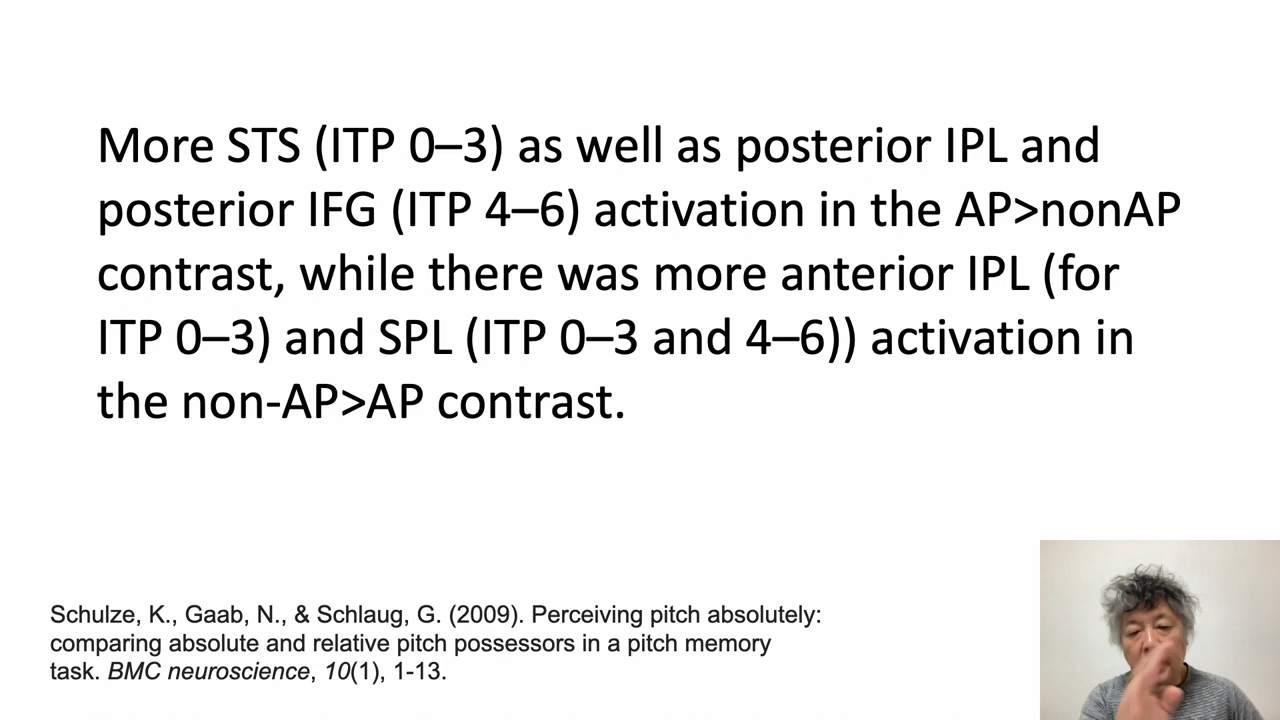 More STS (ITP 0–3) as well as posterior IPL and
posterior IFG (ITP 4–6) activation in the AP>nonAP
contrast, while there was more anterior IPL (for
ITP 0–3) and SPL (ITP 0–3 and 4–6)) activation in
the non-AP>AP contrast.
Schulze, K., Gaab, N., & Schlaug, G. (2009). Perceiving pitch absolutely:
comparing absolute and relative pitch possessors in a pitch memory
task. BMC neuroscience, 10(1), 1-13.